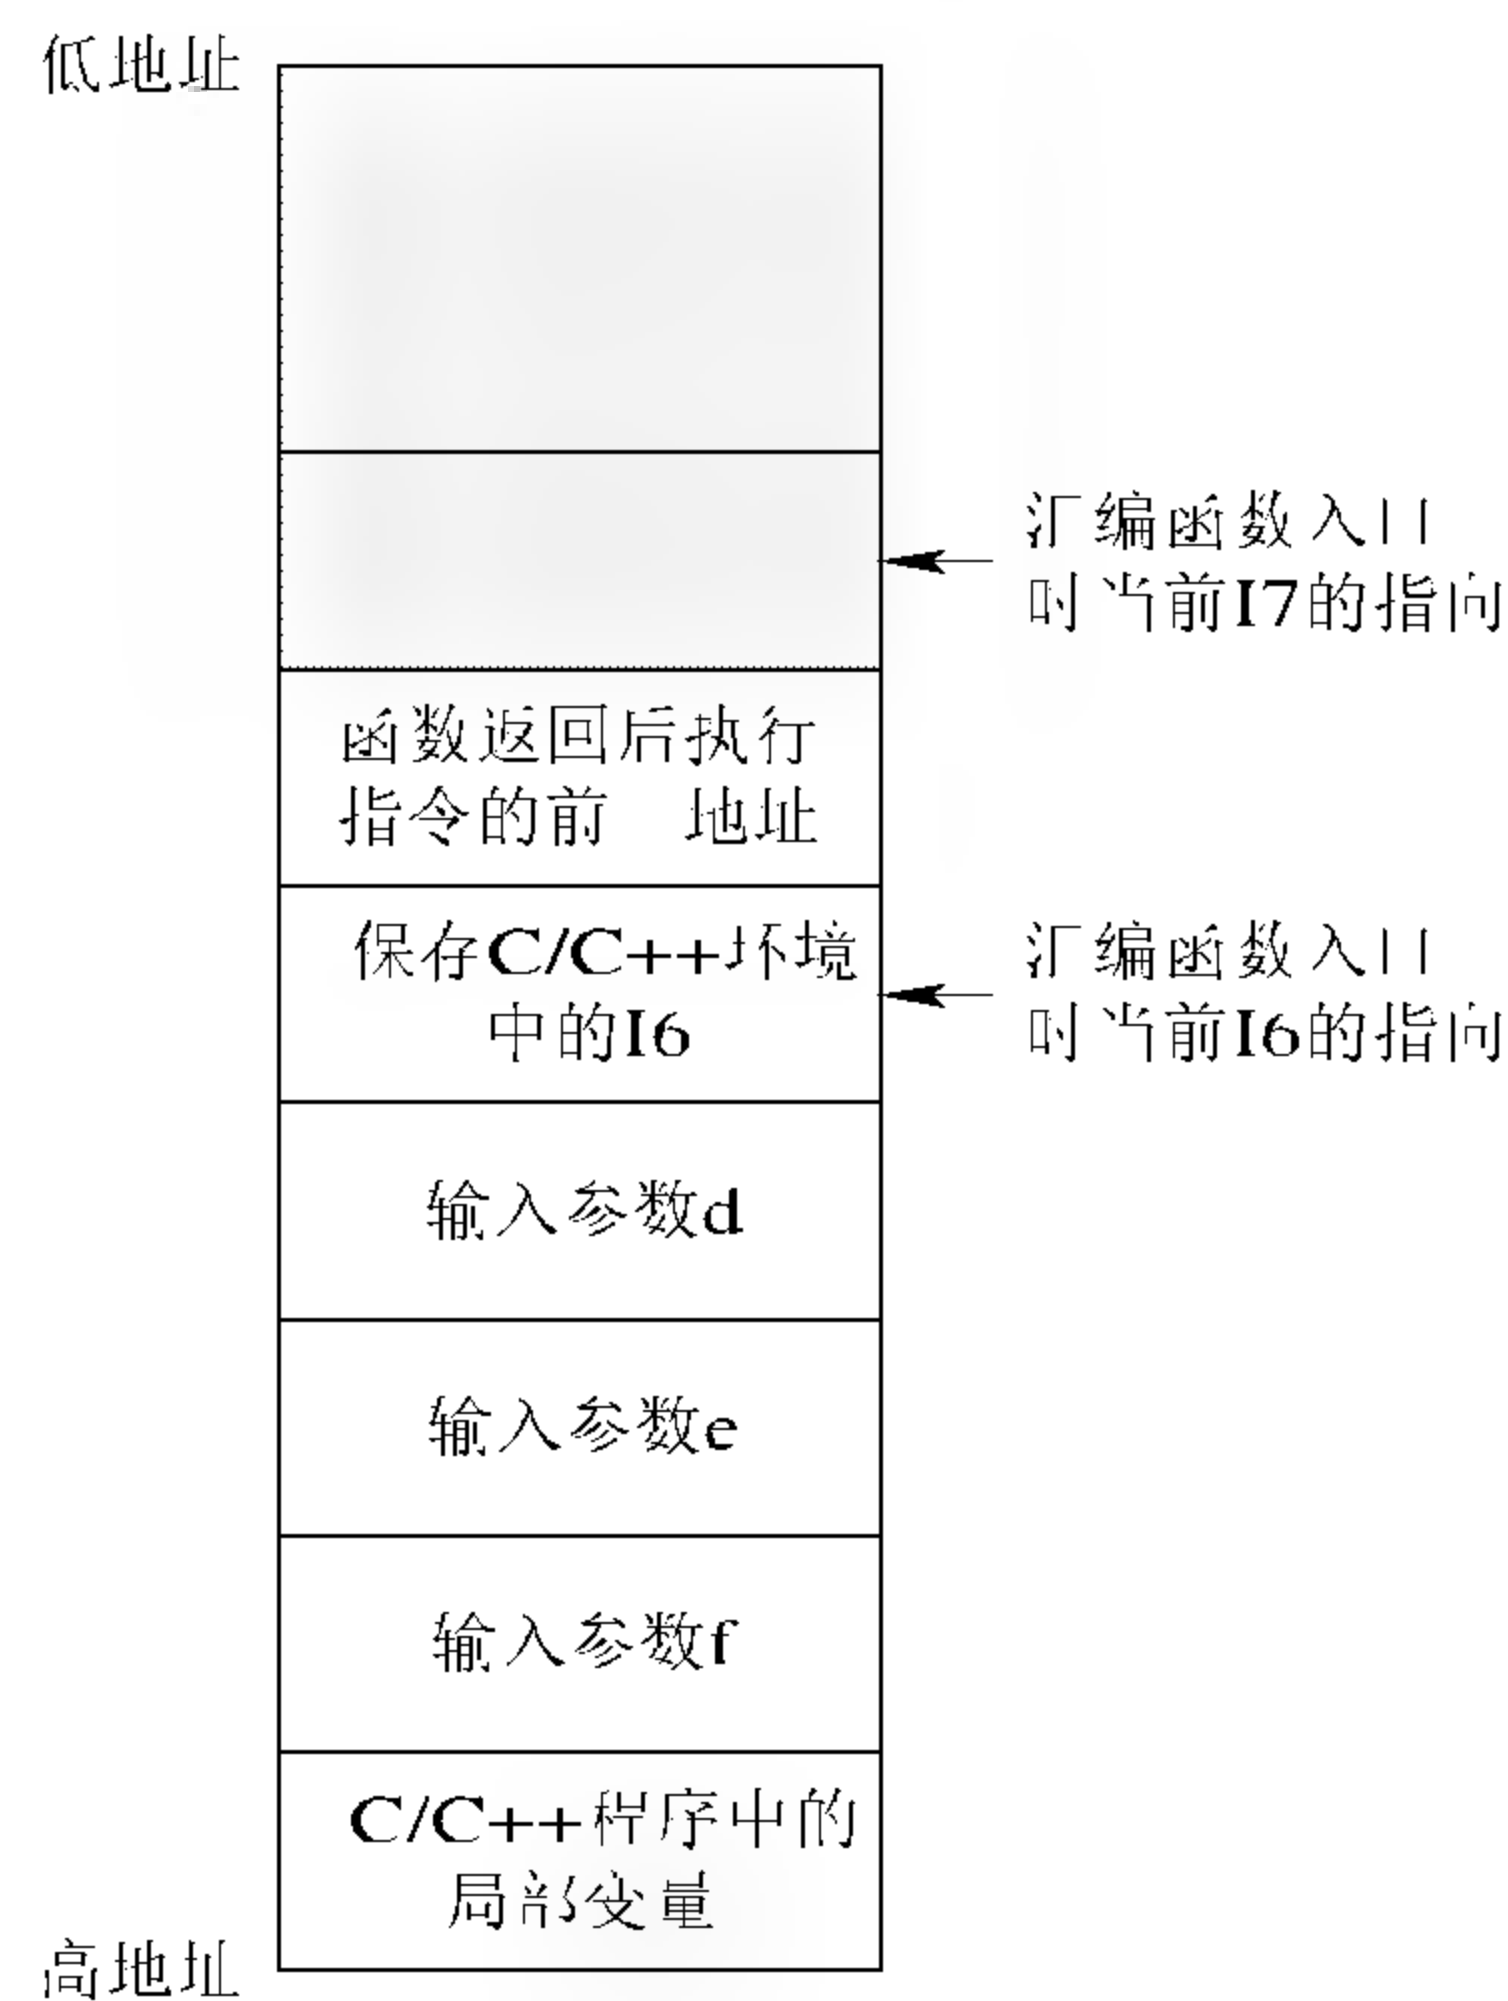 低地址
汇编函数入口
时当前I7的指向
函数返回后执行
指令的前 地址
保存C/C++环境
中的I6
汇编函数入口
时当前I6的指向
输入参数d
输入参数e
输入参数f
C/C++程序中的
局部变量
高地址